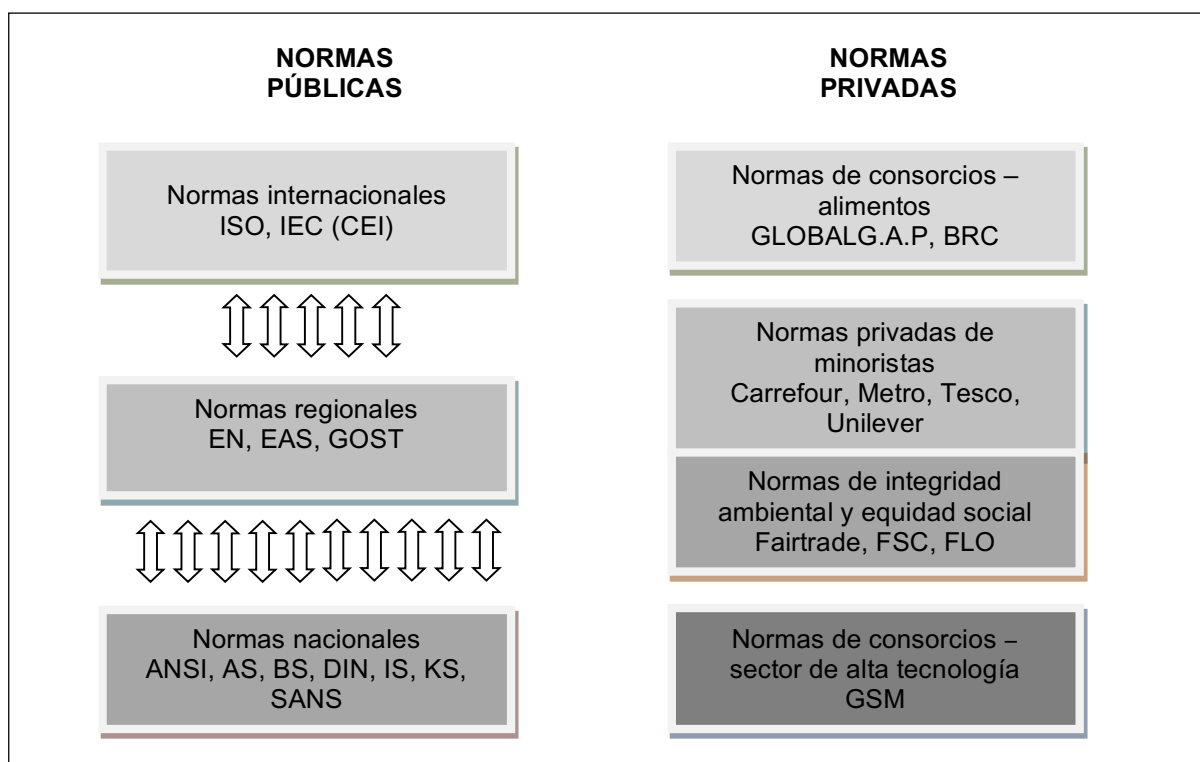 NORMAS
PÚBLICAS
Normas internacionales
ISO, IEC (CEI)
Normas regionales
EN, EAS, GOST
Normas nacionales
ANSI, AS, BS, DIN, IS, KS,
SANS
NORMAS
PRIVADAS
Normas de consorcios –
alimentos
GLOBALG.A.P, BRC
Normas privadas de
minoristas
Carrefour, Metro, Tesco,
Unilever
Normas de integridad
ambiental y equidad social
Fairtrade, FSC, FLO
Normas de consorcios –
sector de alta tecnología
GSM